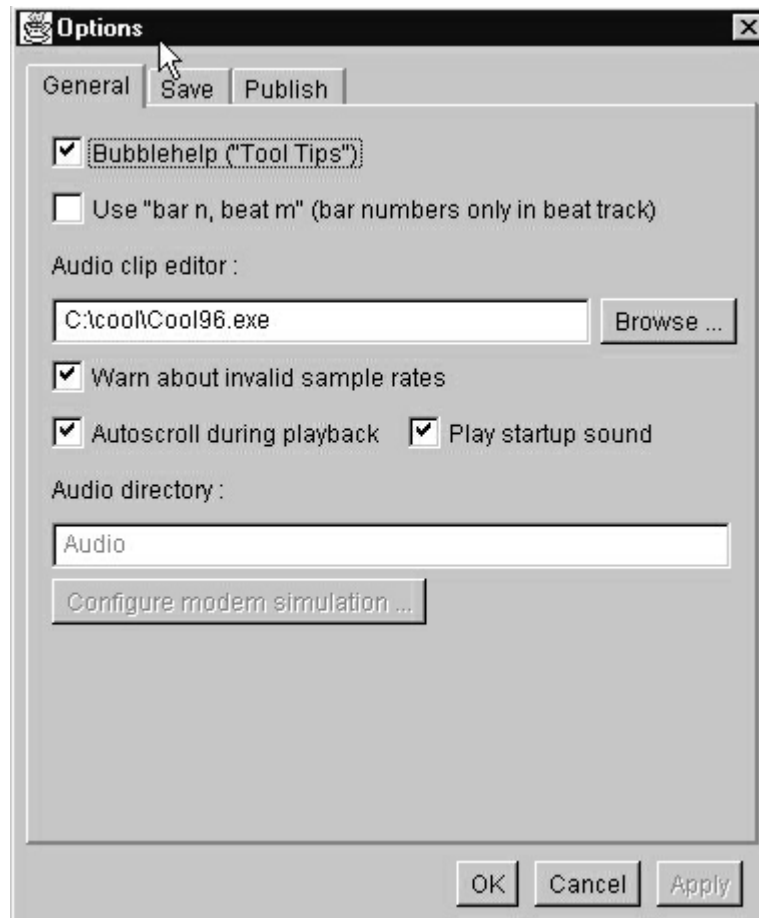 Options
General Save Publish
Bubblehelp ("Tool Tips")
Use "bar n, beat m" (bar numbers only in beat track)
Audio clip editor :
C:\cool\Cool96.exe Browse ...
Warn about invalid sample rates
Autoscroll during playback Play startup sound
Audio directory :
Audio
Configure modem simulation ...
OK Cancel Apply